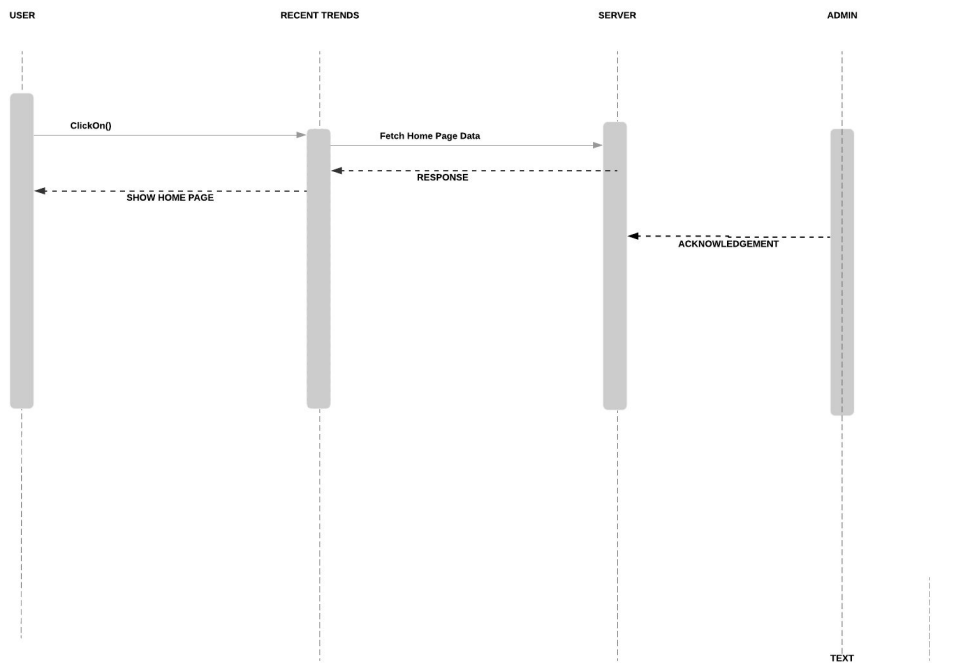 USER
RECENT TRENDS
SERVER
ADMIN
ClickOn()
Fetch Home Page Data
RESPONSE
SHOW HOME PAGE
ACKNOWLEDGEMENT
TEXT